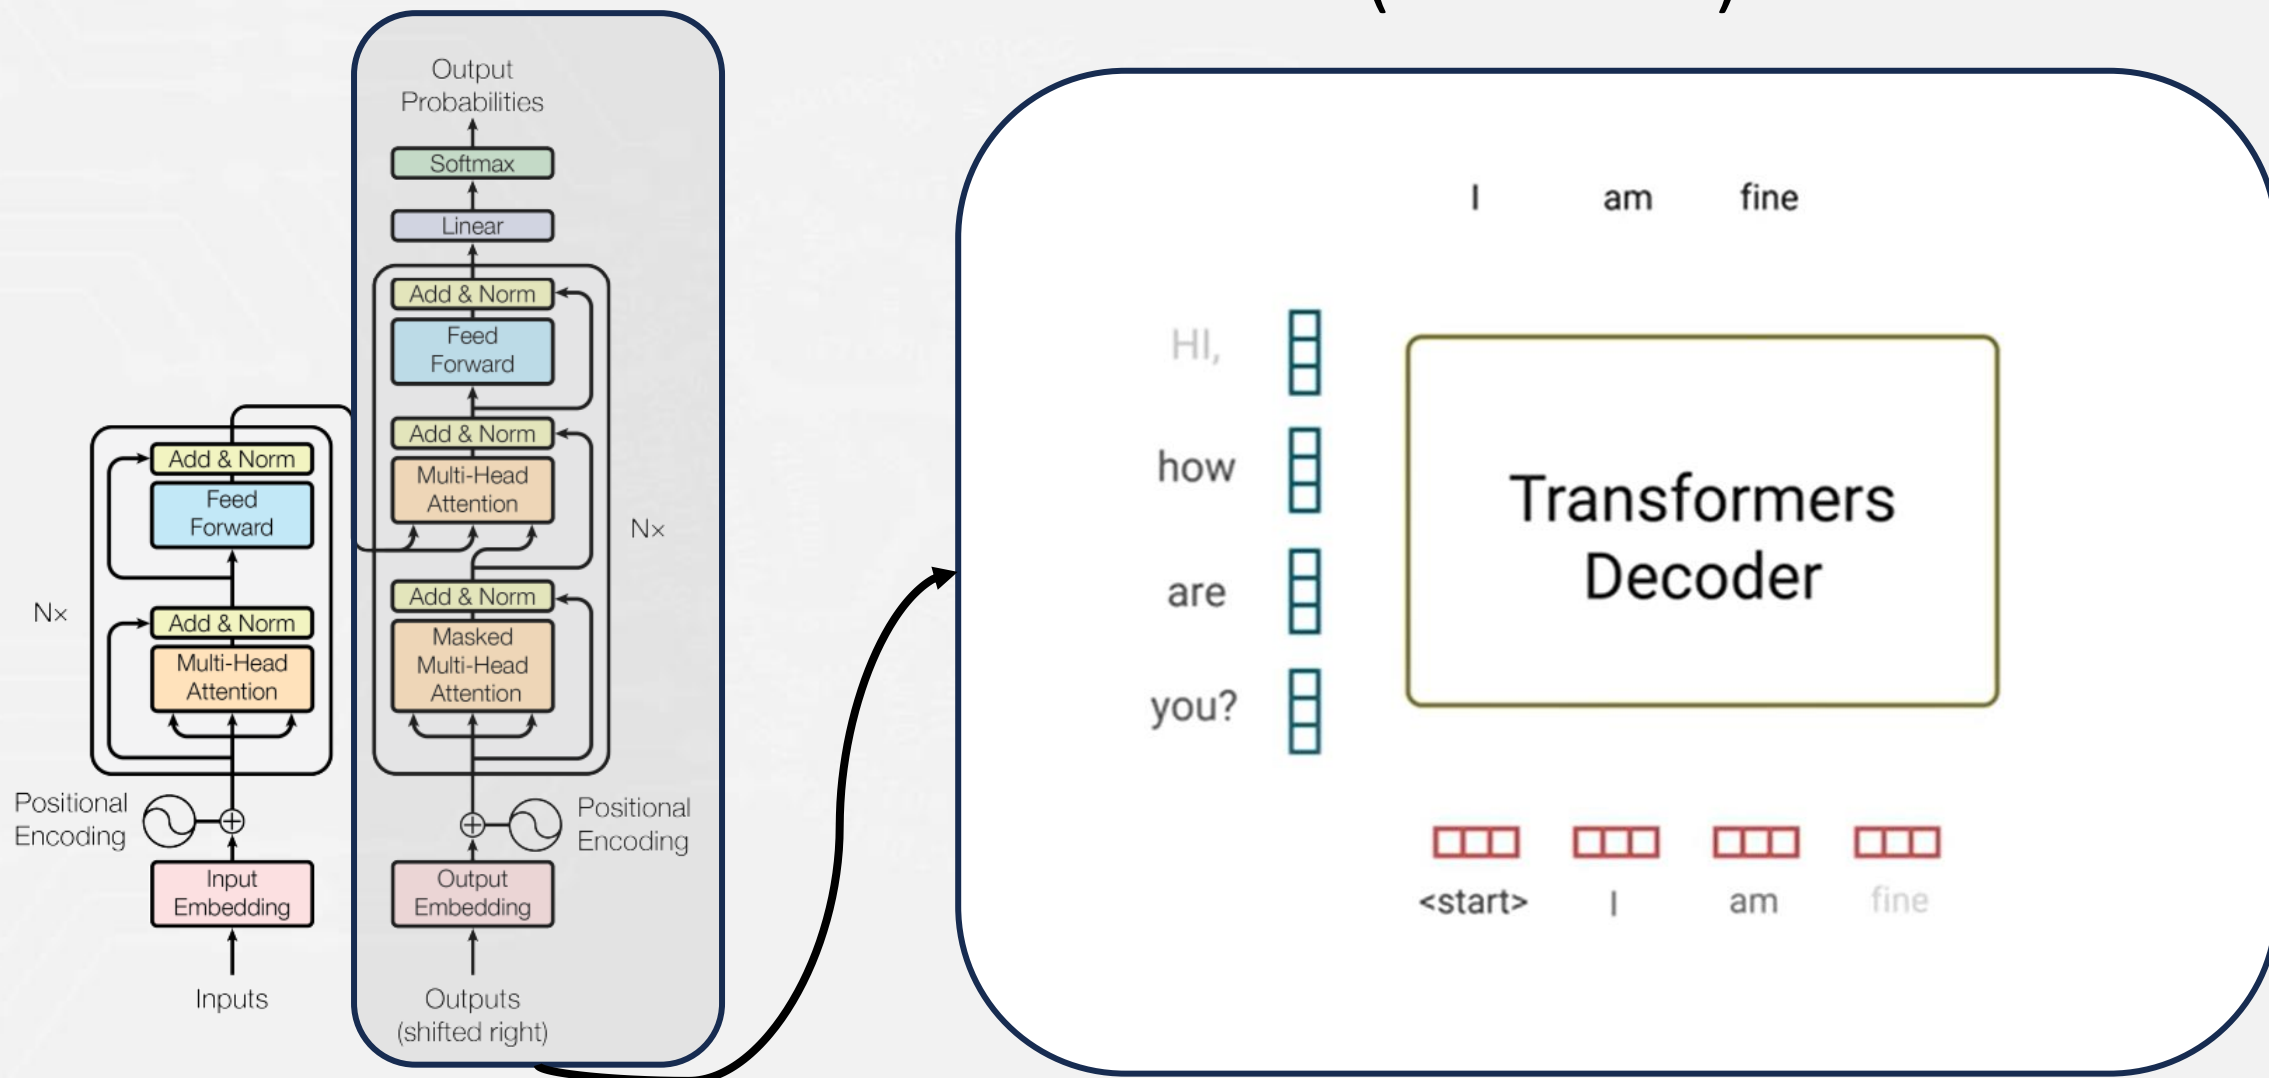 Output
Probabilities
Softmax
Linear
Add & Norm
Feed
Forward
Add & Norm
Multi-Head
Attention
N×
Add & Norm
Masked
Multi-Head
Attention
Positional
Encoding
Output
Embedding
Outputs
(shifted right)
Add & Norm
Feed
Forward
N×
Add & Norm
Multi-Head
Attention
Positional
Encoding
Input
Embedding
Inputs
I am fine
HI,
how
are
you?
Transformers
Decoder
<start> I am fine